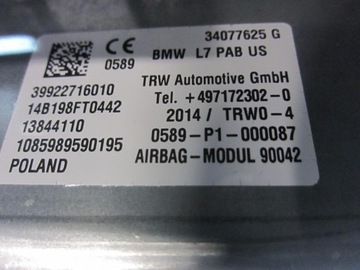 34077625 G
CE BMW L7 PAB US
0589
39922716010 TRW Automotive GmbH
14B198FT0442 Tel. +497172302-0
13844110 2014/ TRW0-4
1085989590195 0589-P1-000087
POLAND AIRBAG-MODUL 90042